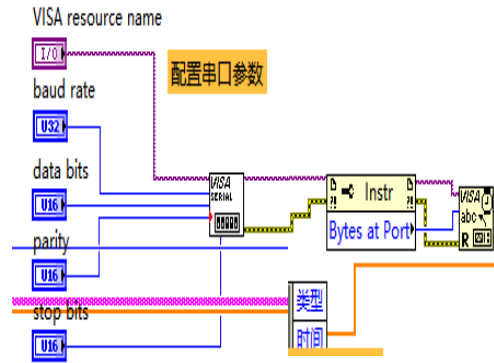 VISA resource name
I/O
配置串口参数
baud rate
U32
data bits
U16
VISA
SERIAL
Instr
Bytes at Port
VISA
abc
R
parity
U16
stop bits
U16
类型
时间